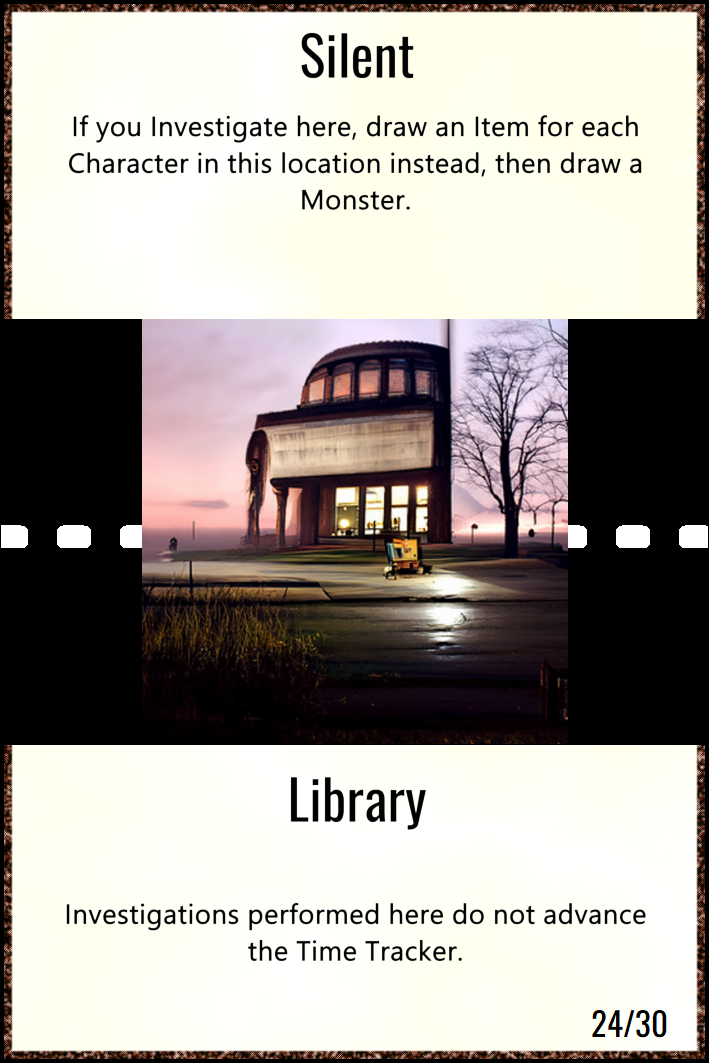 Silent
If you Investigate here, draw an Item for each
Character in this location instead, then draw a
Monster.
Library
Investigations performed here do not advance
the Time Tracker.
24/30